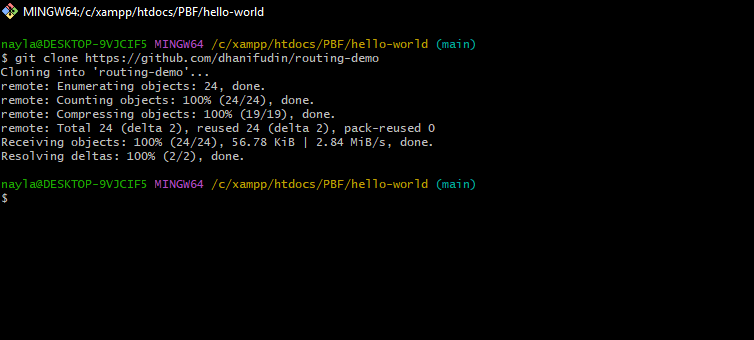 MINGW64:/c/xampp/htdocs/PBF/hello-world
nayla@DESKTOP-9VJCIF5 MINGW64 /c/xampp/htdocs/PBF/hello-world (main)
$ git clone https://github.com/dhanifudin/routing-demo
Cloning into 'routing-demo'...
remote: Enumerating objects: 24, done.
remote: Counting objects: 100% (24/24), done.
remote: Compressing objects: 100% (19/19), done.
remote: Total 24 (delta 2), reused 24 (delta 2), pack-reused 0
Receiving objects: 100% (24/24), 56.78 KiB | 2.84 MiB/s, done.
Resolving deltas: 100% (2/2), done.
nayla@DESKTOP-9VJCIF5 MINGW64 /c/xampp/htdocs/PBF/hello-world (main)
$